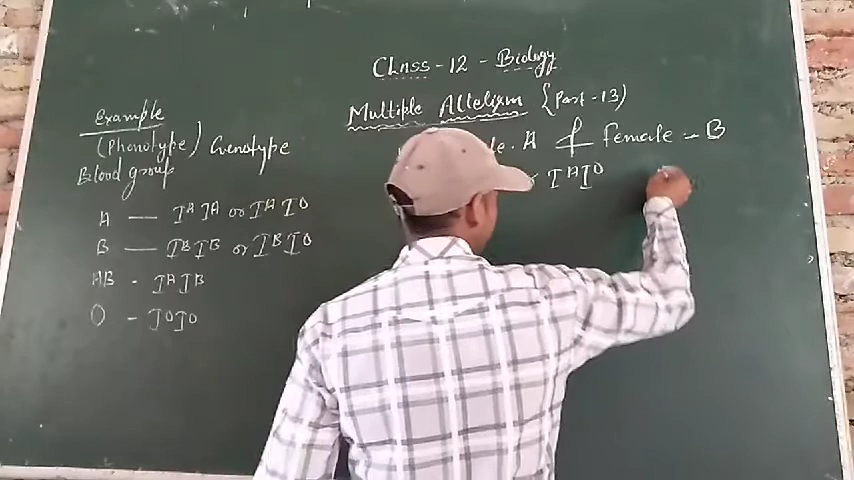 Class-12 - Biology
Multiple Allelism {Part-13)
A & female - B
IAIO
Example
(Phenotype) Genotype
Blood group
A — IAIA or IAIO
B — IBIB or IBIO
AB - IAIB
O - IOIO